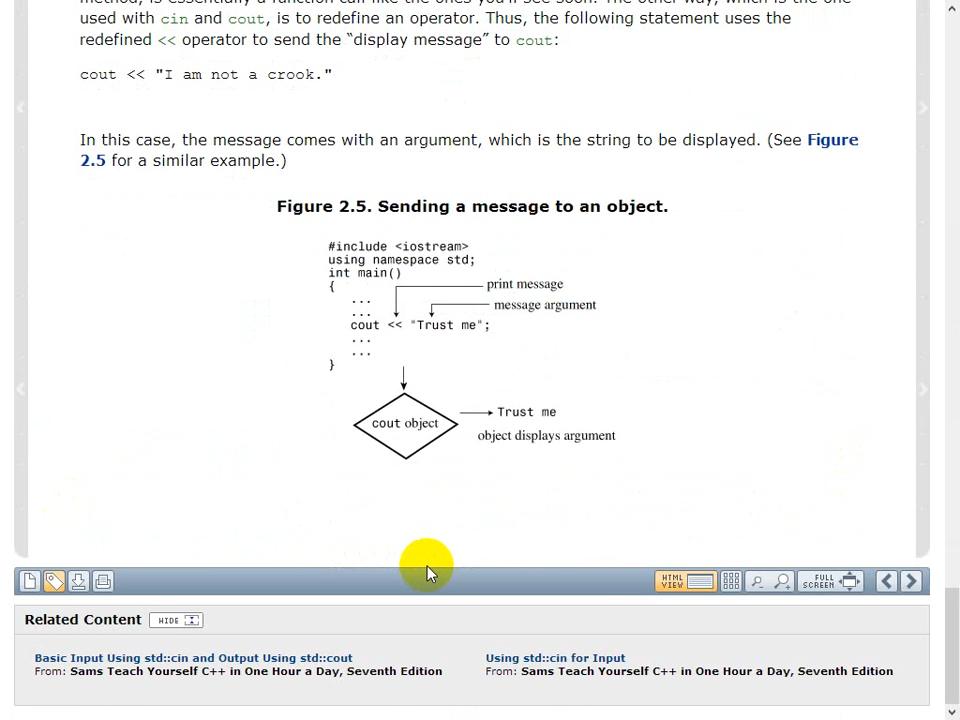 used with cin and cout, is to redefine an operator. Thus, the following statement uses the
redefined << operator to send the “display message” to cout:
cout << "I am not a crook."
In this case, the message comes with an argument, which is the string to be displayed. (See Figure
2.5 for a similar example.)
Figure 2.5. Sending a message to an object.
#include <iostream>
using namespace std;
int main()
{
print message
...
message argument
...
cout << "Trust me";
...
...
}
cout object
Trust me
object displays argument
HTML VIEW
FULL SCREEN
Related Content HIDE
Basic Input Using std::cin and Output Using std::cout
From: Sams Teach Yourself C++ in One Hour a Day, Seventh Edition
Using std::cin for Input
From: Sams Teach Yourself C++ in One Hour a Day, Seventh Edition